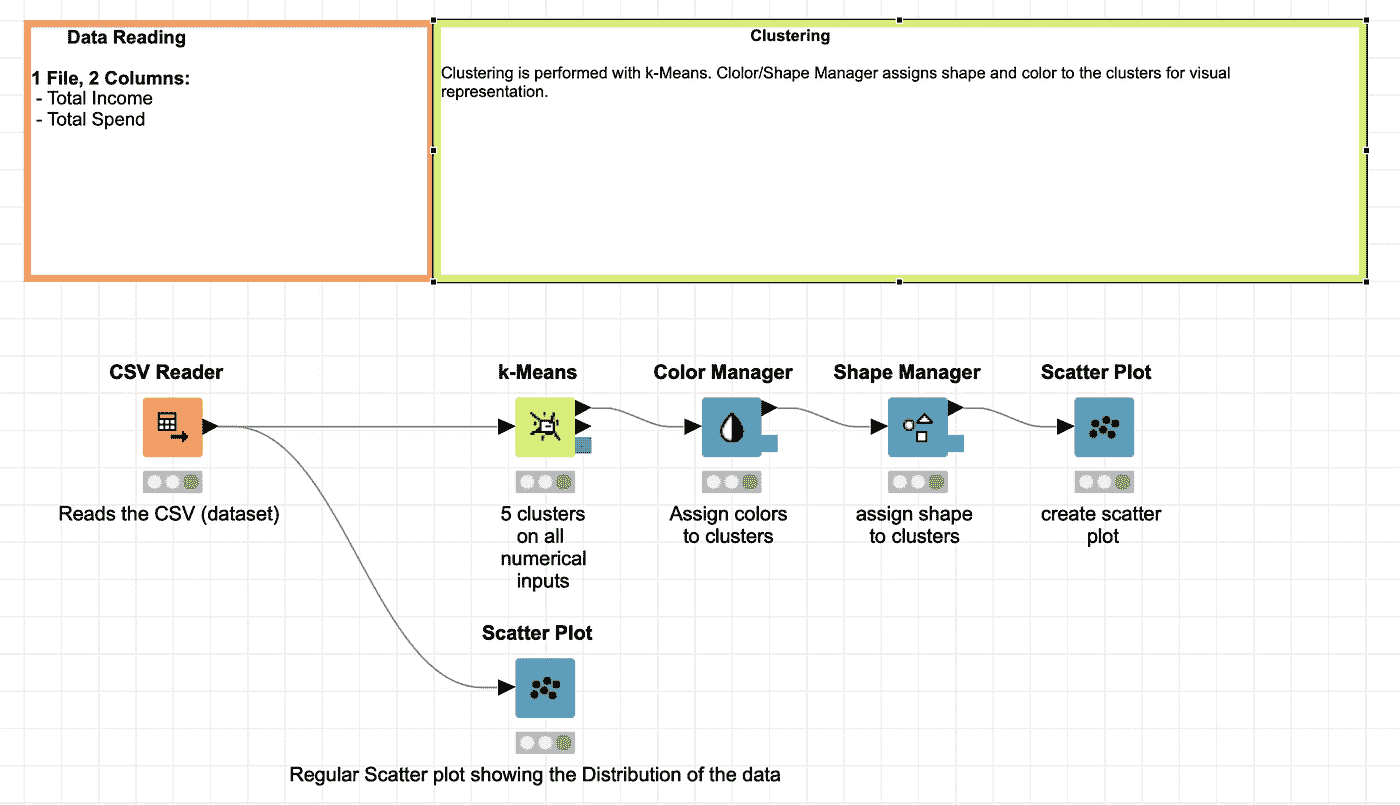 Data Reading
1 File, 2 Columns:
- Total Income
- Total Spend
Clustering
Clustering is performed with k-Means. Clolor/Shape Manager assigns shape and color to the clusters for visual
representation.
CSV Reader
Reads the CSV (dataset)
k-Means
5 clusters
on all
numerical
inputs
Color Manager
Assign colors
to clusters
Shape Manager
assign shape
to clusters
Scatter Plot
create scatter
plot
Scatter Plot
Regular Scatter plot showing the Distribution of the data